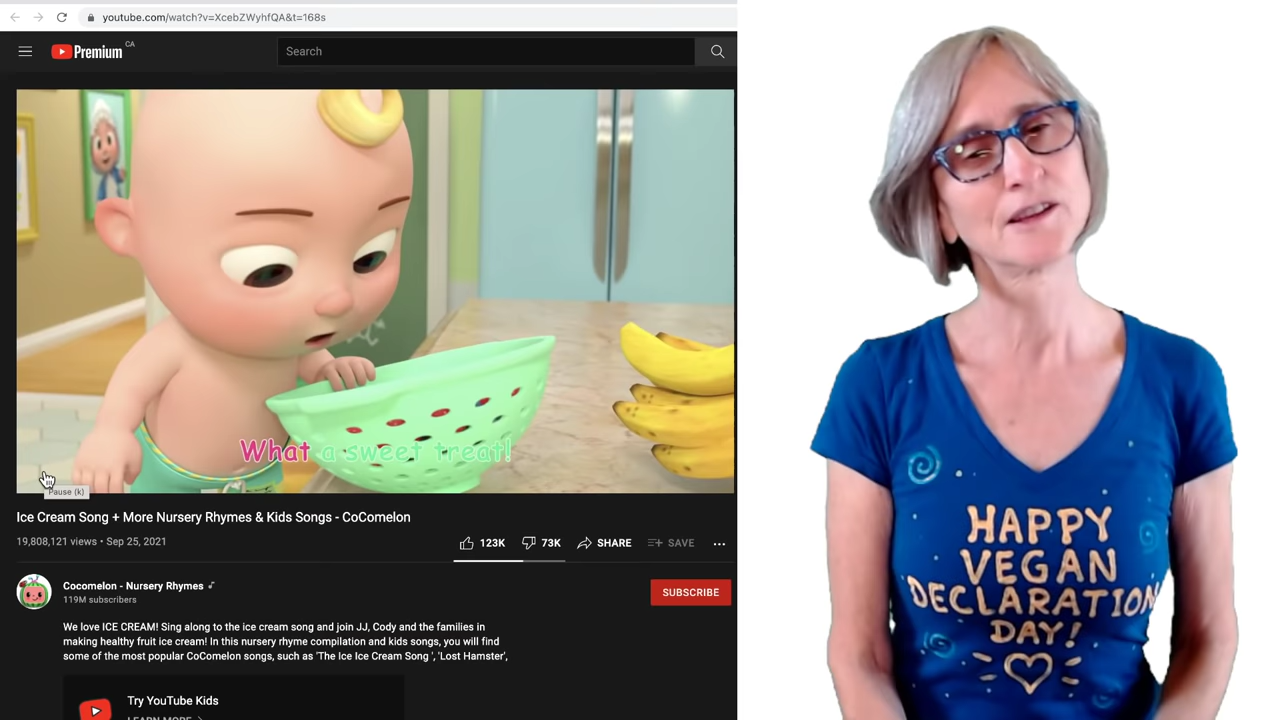 youtube.com/watch?v=XcebZWyhfQA&t=168s
Premium CA
Search
What a sweet treat!
Pause (k)
Ice Cream Song + More Nursery Rhymes & Kids Songs - CoComelon
19,808,121 views • Sep 25, 2021
123K
73K
SHARE
SAVE
Cocomelon - Nursery Rhymes
119M subscribers
SUBSCRIBE
We love ICE CREAM! Sing along to the ice cream song and join JJ, Cody and the families in
making healthy fruit ice cream! In this nursery rhyme compilation and kids songs, you will find
some of the most popular CoComelon songs, such as 'The Ice Ice Cream Song ', 'Lost Hamster',
Try YouTube Kids
LEARN MORE
HAPPY
VEGAN
DECLARATION
DAY!